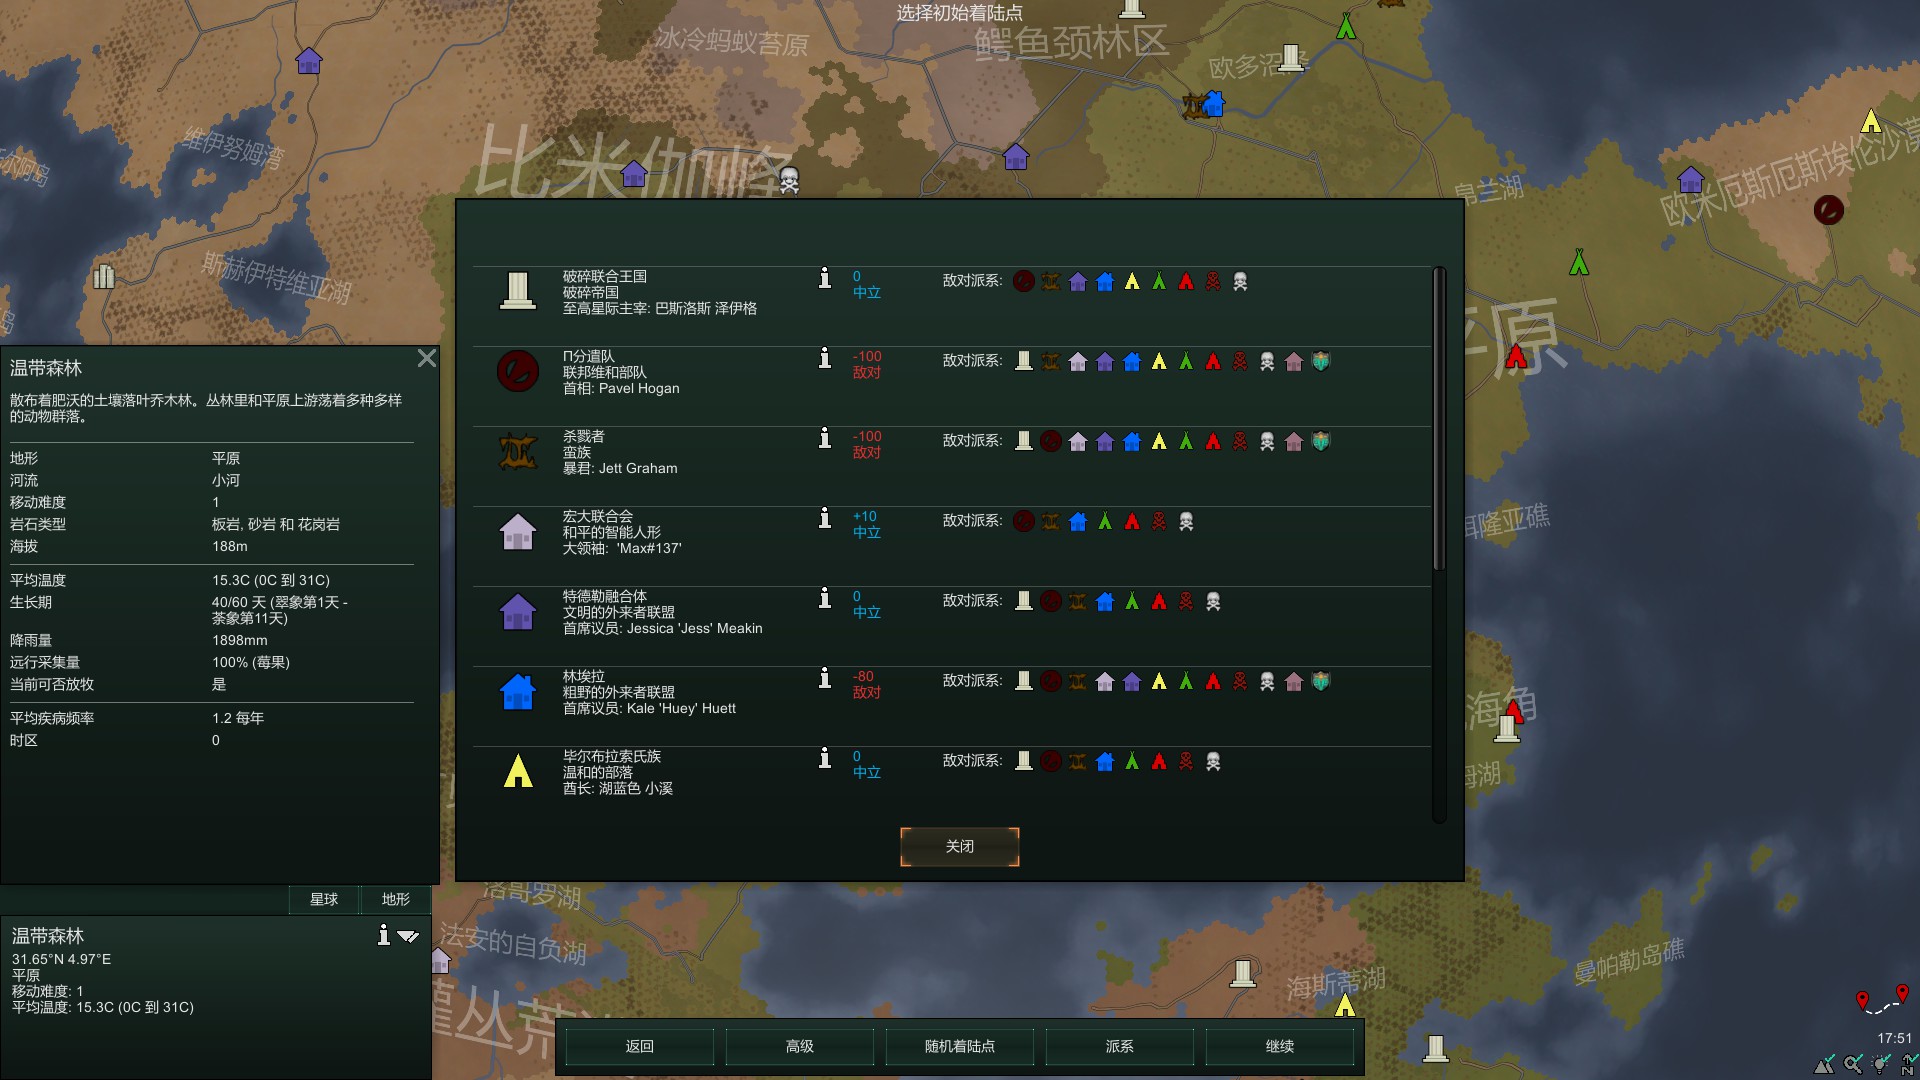 选择初始着陆点
冰冷蚂蚁苔原
鳄鱼颈林区
维伊努姆湾
比米伽峰
帛兰湖
斯赫伊特维亚湖
破碎联合王国
破碎帝国
至高星际主宰: 巴斯洛斯 泽伊格
0
中立
敌对派系:
Π分遣队
联邦维和部队
首相: Pavel Hogan
-100
敌对
敌对派系:
杀戮者
蛮族
暴君: Jett Graham
-100
敌对
敌对派系:
宏大联合会
和平的智能人形
大领袖: 'Max#137'
+10
中立
敌对派系:
特德勒融合体
文明的外来者联盟
首席议员: Jessica 'Jess' Meakin
0
中立
敌对派系:
林埃拉
粗野的外来者联盟
首席议员: Kale 'Huey' Huett
-80
敌对
敌对派系:
毕尔布拉索氏族
温和的部落
酋长: 湖蓝色 小溪
0
中立
敌对派系:
关闭
平原
海角
姆湖
温带森林
散布着肥沃的土壤落叶乔木林。丛林里和平原上游荡着多种多样
的动物群落。
地形 平原
河流 小河
移动难度 1
岩石类型 板岩, 砂岩 和 花岗岩
海拔 188m
平均温度 15.3C (0C 到 31C)
生长期 40/60 天 (翠象第1天 -
茶象第11天)
降雨量 1898mm
远行采集量 100% (莓果)
当前可否放牧 是
平均疾病频率 1.2 每年
时区 0
星球
地形
温带森林
31.65°N 4.97°E
平原
移动难度: 1
平均温度: 15.3C (0C 到 31C)
洛哥罗湖
法安的自负湖
海斯蒂湖
曼帕勒岛礁
返回
高级
随机着陆点
派系
继续
17:51